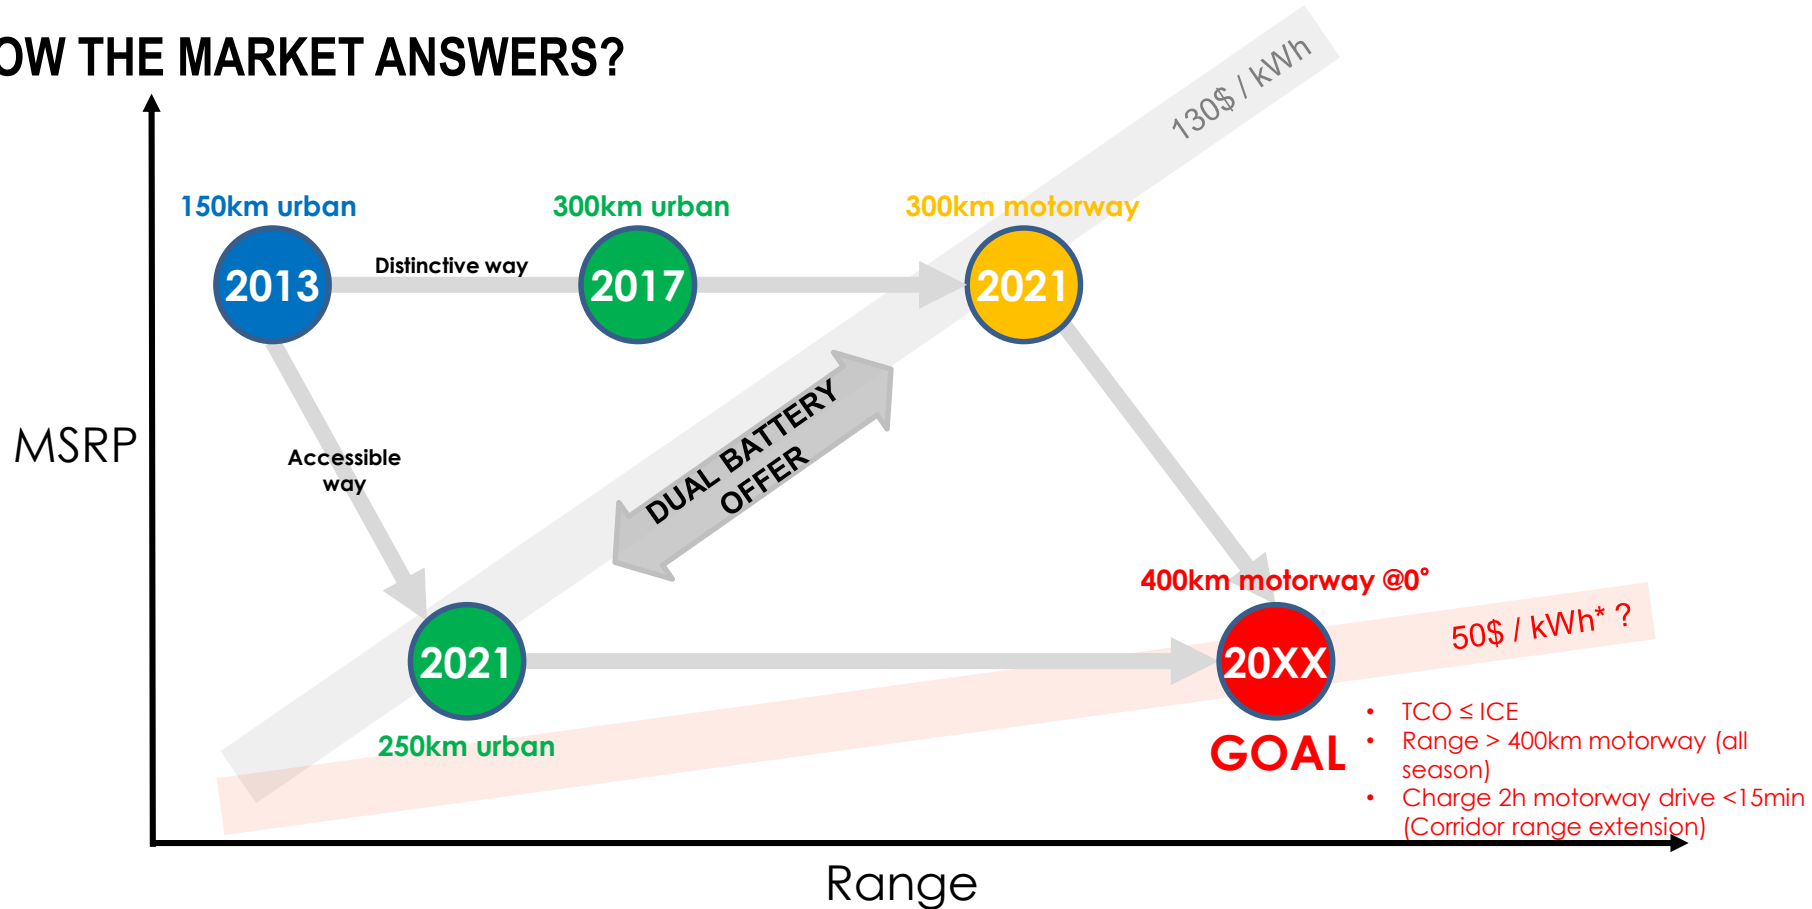 OW THE MARKET ANSWERS?
130$ / kWh
150km urban
300km urban
300km motorway
2013
Distinctive way
2017
2021
MSRP
Accessible
way
DUAL BATTERY
OFFER
400km motorway @0°
50$ / kWh* ?
2021
20XX
250km urban
GOAL
• TCO ≤ ICE
• Range > 400km motorway (all
season)
• Charge 2h motorway drive <15min
(Corridor range extension)
Range